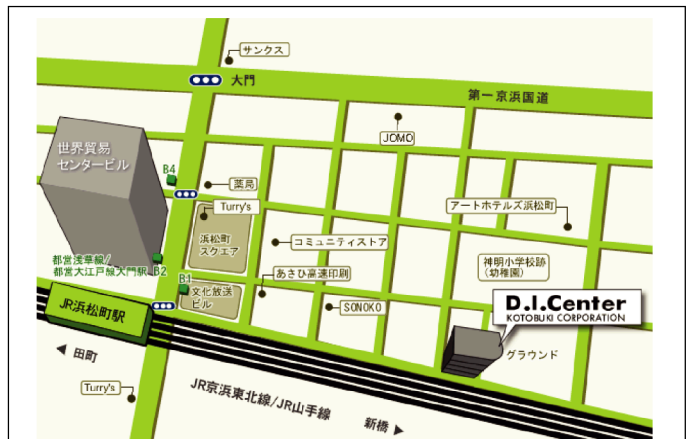 サンクス
大門
第一京浜国道
JOMO
世界貿易
センタービル
B4
薬局
Turry's
アートホテルズ浜松町
浜松町
スクエア
コミュニティストア
神明小学校跡
(幼稚園)
都営浅草線/
都営大江戸線大門駅
B2
あさひ高速印刷
B1
文化放送
ビル
SONOKO
D.I.Center
KOTOBUKI CORPORATION
JR浜松町駅
グラウンド
◀ 田町
Turry's
JR京浜東北線/JR山手線
新橋 ▶